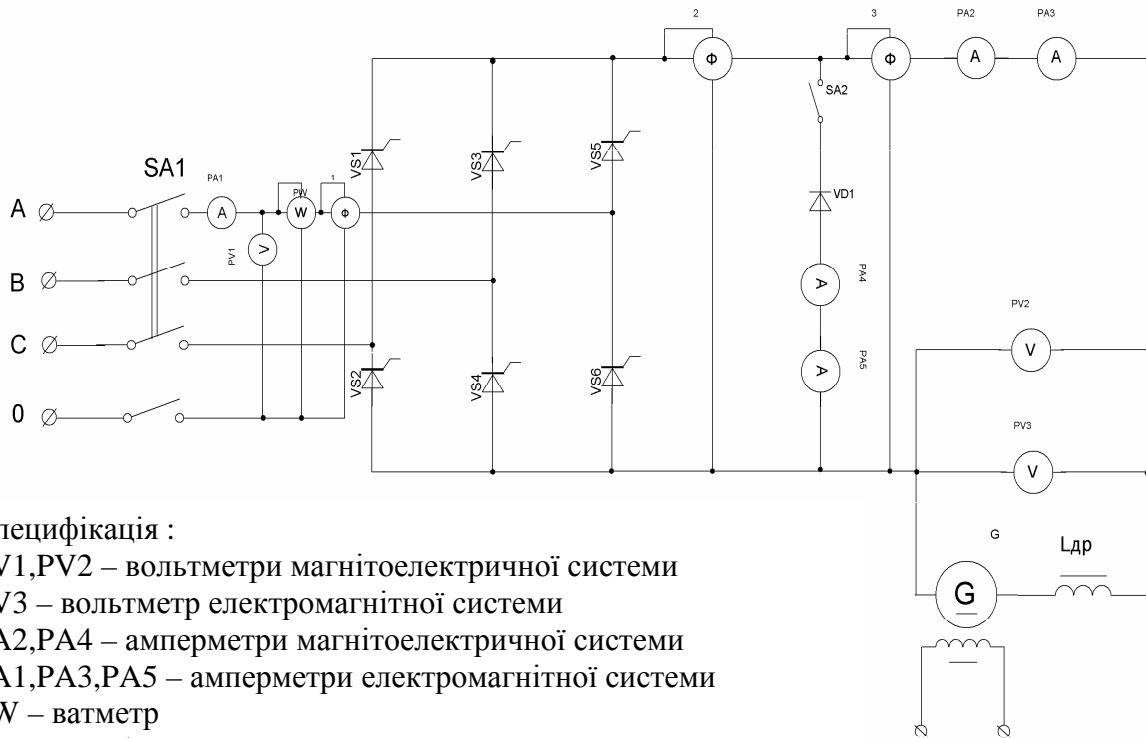 2
3
PA2
PA3
Ф
Ф
A
A
SA2
VS1
VS3
VS5
SA1
PA1
PW
1
VD1
A
A
W
Ф
V
PV1
B
A
PA4
C
PV2
V
VS2
VS4
VS6
A
PA5
0
PV3
V
G
Lдр
G
пецифікація :
V1,PV2 – вольтметри магнітоелектричної системи
V3 – вольтметр електромагнітної системи
A2,PA4 – амперметри магнітоелектричної системи
A1,PA3,PA5 – амперметри електромагнітної системи
W – ватметр